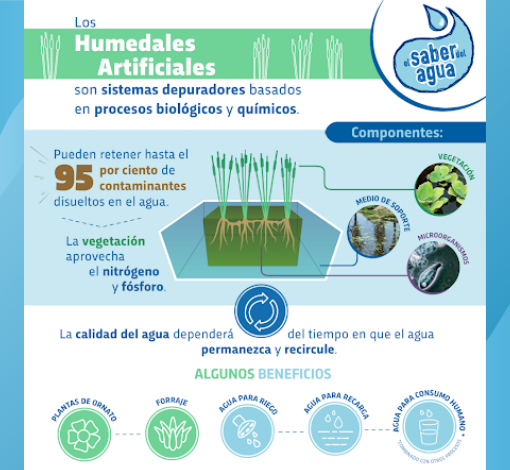 Los
Humedales
Artificiales
son sistemas depuradores basados
en procesos biológicos y químicos.
el saber del
agua
Componentes:
Pueden retener hasta el
95 por ciento de
contaminantes
disueltos en el agua.
La vegetación
aprovecha
el nitrógeno
y fósforo.
VEGETACIÓN
MEDIO DE SOPORTE
MICROORGANISMOS
La calidad del agua dependerá del tiempo en que el agua
permanezca y recircule.
ALGUNOS BENEFICIOS
PLANTAS DE ORNATO
FORRAJE
AGUA PARA RIEGO
AGUA PARA RECARGA
AGUA PARA CONSUMO HUMANO *
*COMBINADO CON OTROS PROCESOS